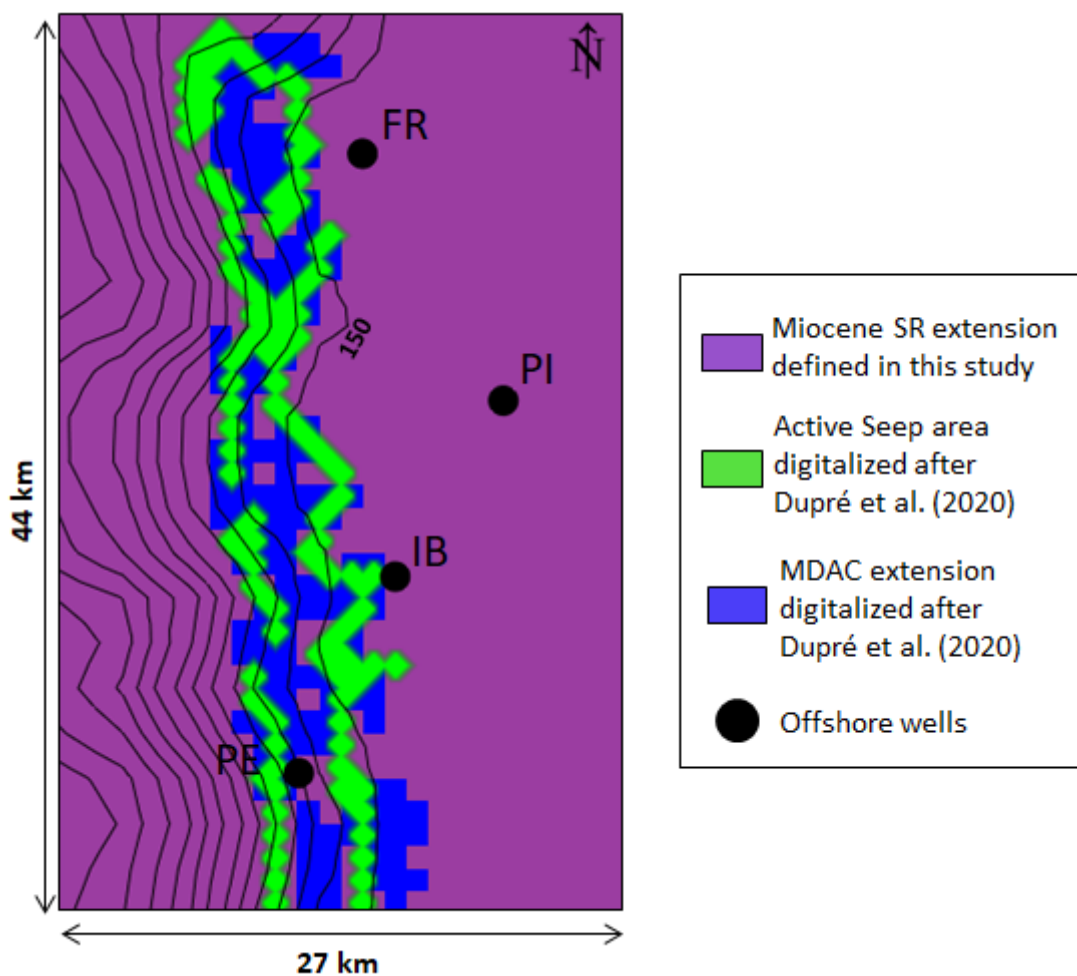 N
FR
150
PI
IB
PE
44 km
27 km
Miocene SR extension
defined in this study
Active Seep area
digitalized after
Dupré et al. (2020)
MDAC extension
digitalized after
Dupré et al. (2020)
Offshore wells